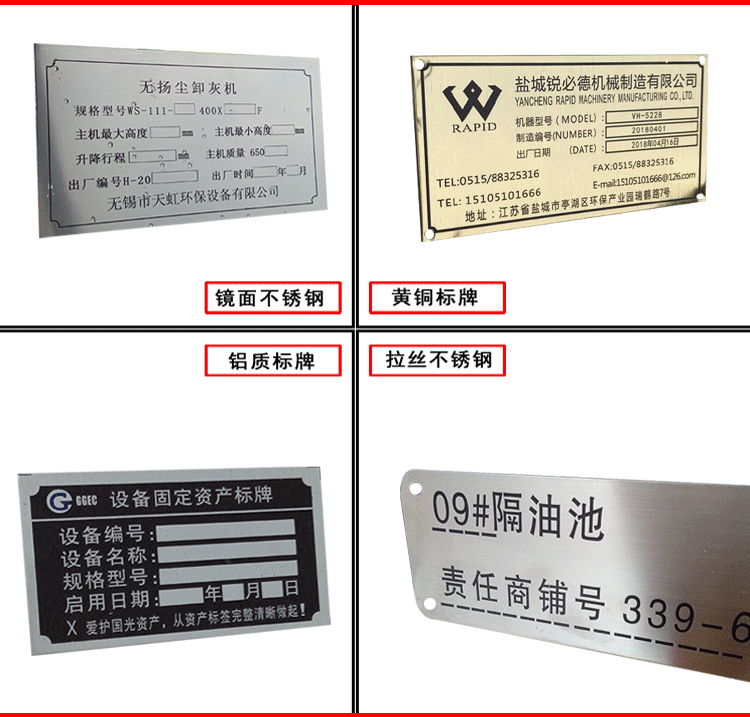 无扬尘卸灰机
规格型号WS-111- 400X F
主机最大高度 mm 主机最小高度 mm
升降行程 mm 主机质量 650
出厂编号H-20 出厂时间 年 月
无锡市天虹环保设备有限公司
镜面不锈钢
RAPID
盐城锐必德机械制造有限公司
YANCHENG RAPID MACHINERY MANUFACTURING CO., LTD.
机器型号(MODEL): VH-5228
制造编号(NUMBER): 20180401
出厂日期 (DATE): 2018年04月16日
TEL:0515/88325316 FAX:0515/88325316
TEL: 15105101666 E-mail:15105101666@126.com
地址:江苏省盐城市亭湖区环保产业园瑞鹤路7号
黄铜标牌
铝质标牌
GGEC 设备固定资产标牌
设备编号:
设备名称:
规格型号:
启用日期: 年 月 日
X 爱护国光资产,从资产标签完整清晰做起!
拉丝不锈钢
09#隔油池
责任商铺号 339-6